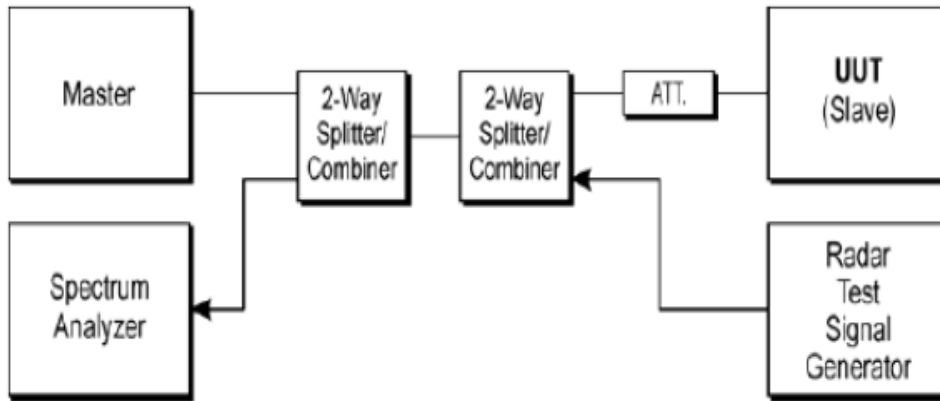 Master
2-Way
Splitter/
Combiner
2-Way
Splitter/
Combiner
ATT.
UUT
(Slave)
Spectrum
Analyzer
Radar
Test
Signal
Generator